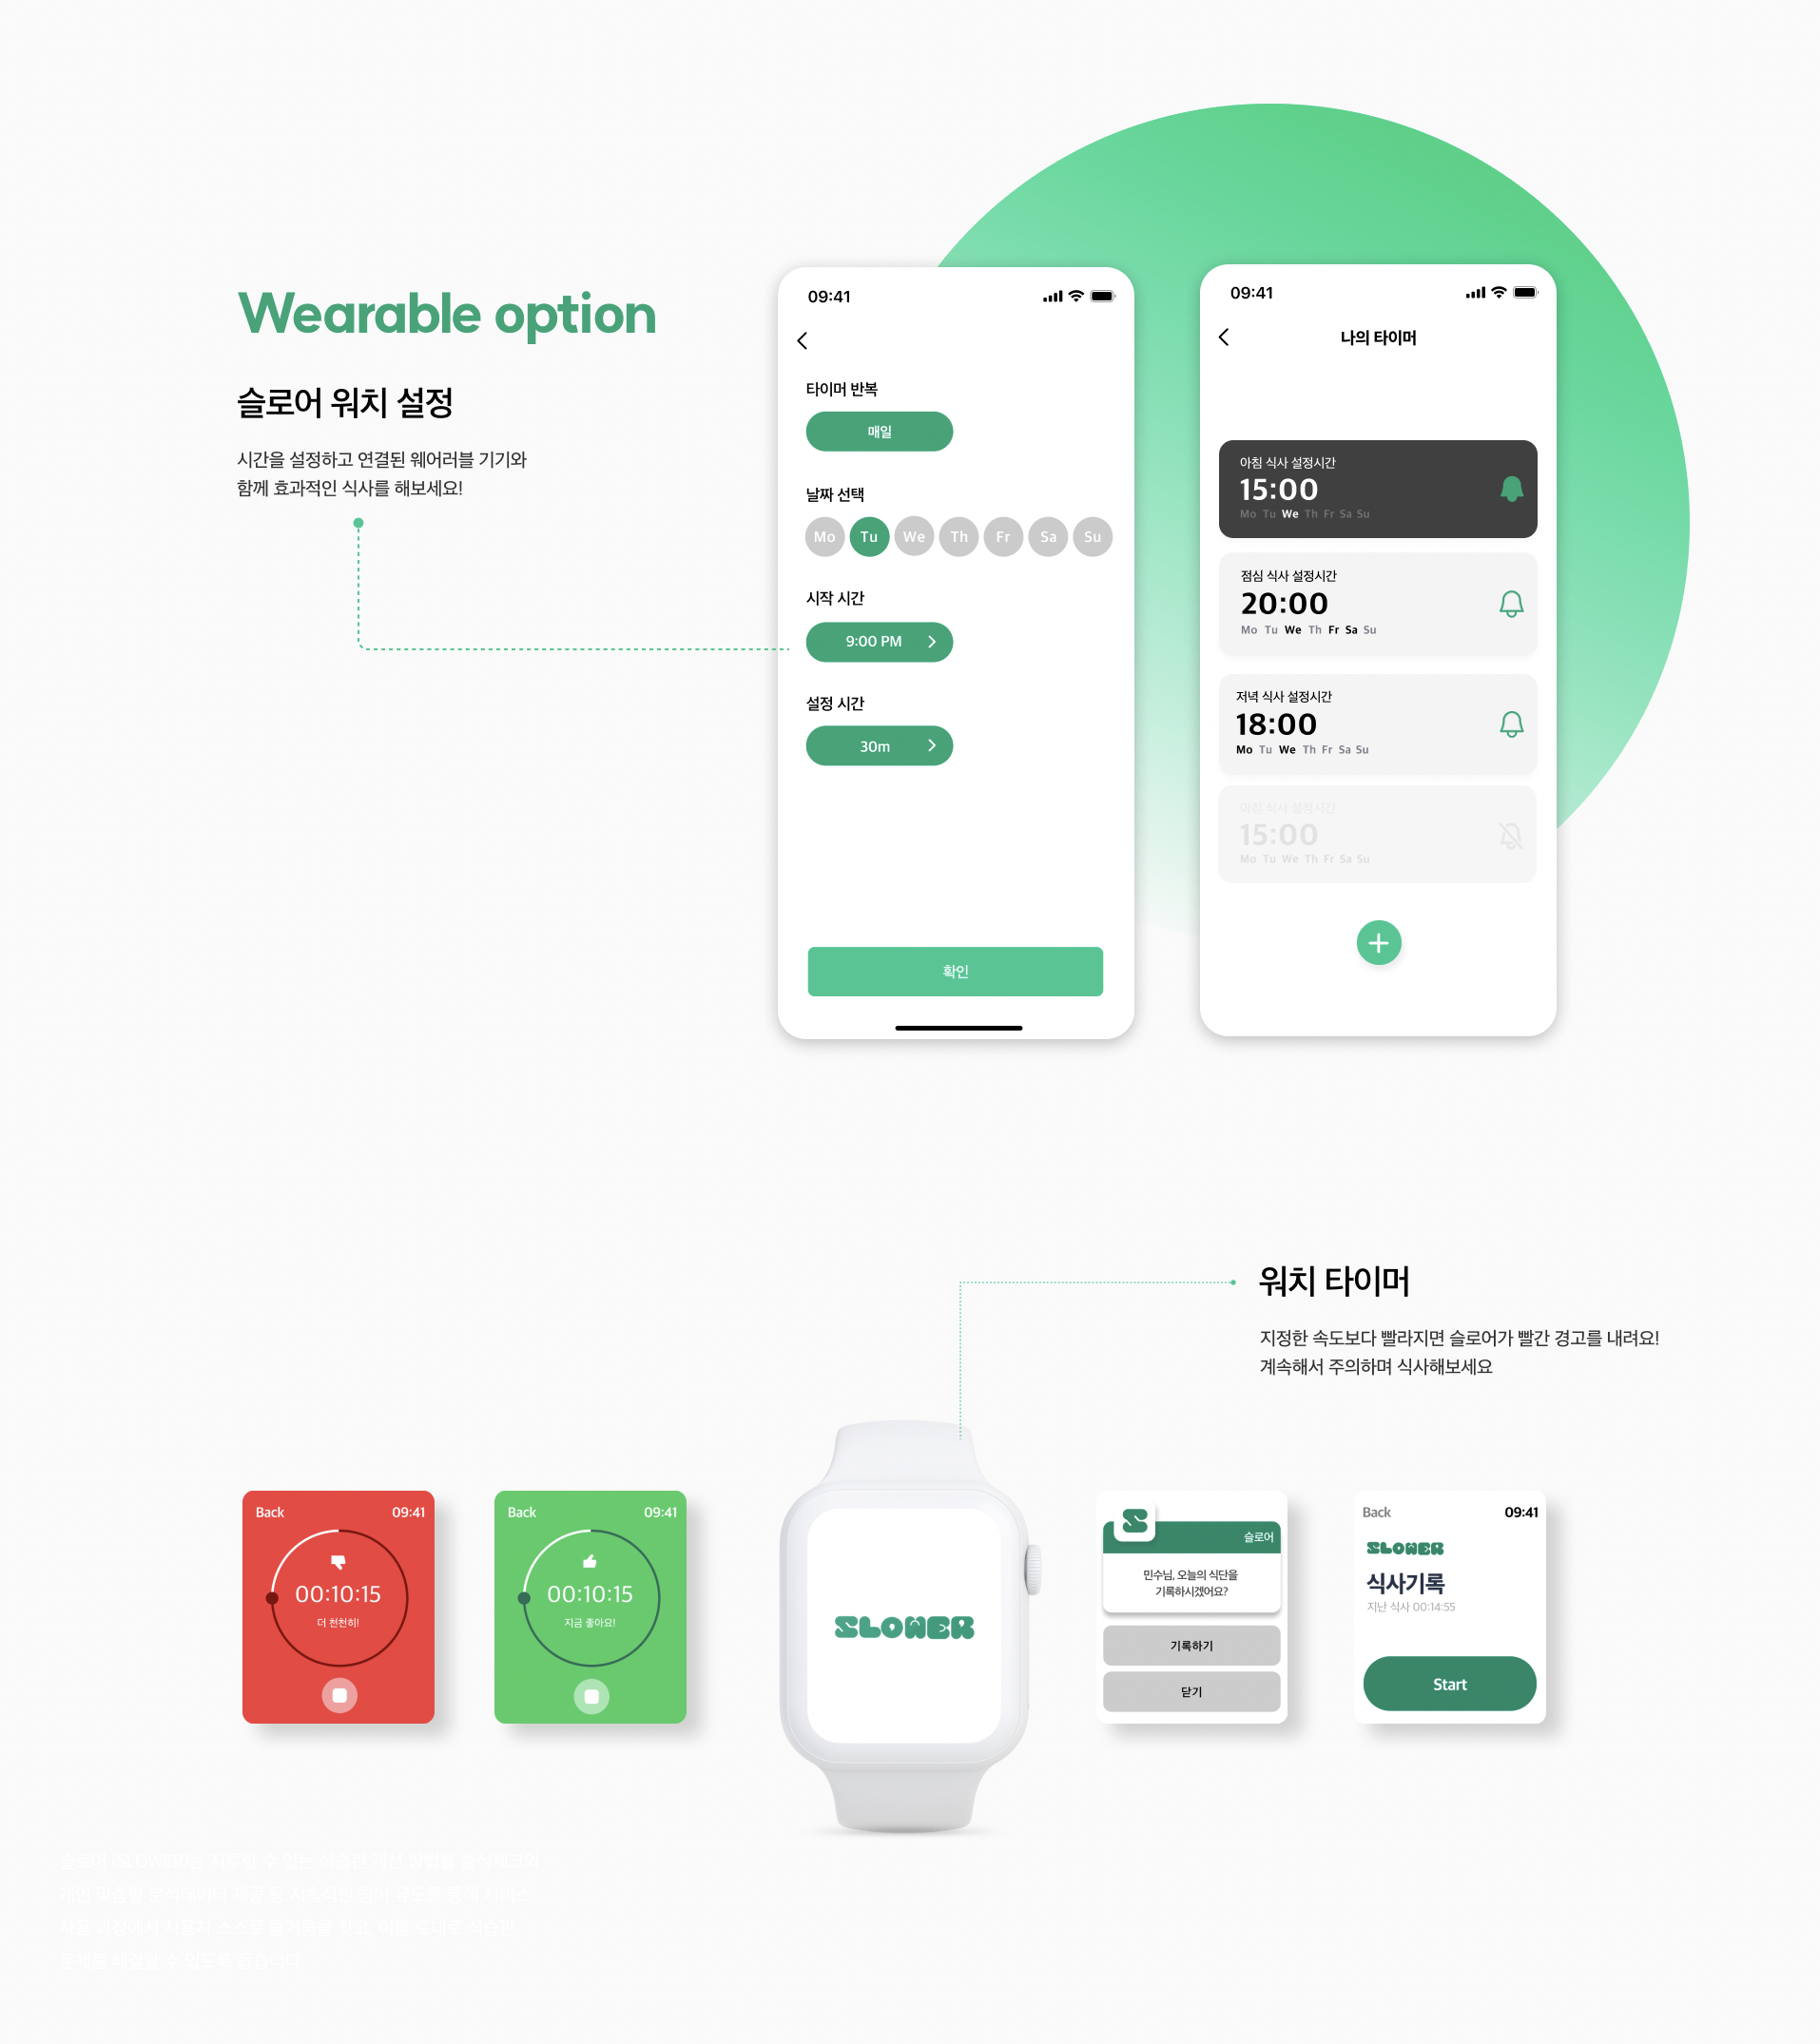 Wearable option
슬로어 워치 설정
시간을 설정하고 연결된 웨어러블 기기와
함께 효과적인 식사를 해보세요!
09:41
타이머 반복
매일
날짜 선택
Mo Tu We Th Fr Sa Su
시작 시간
9:00 PM
설정 시간
30m
확인
09:41
나의 타이머
아침 식사 설정시간
15:00
Mo Tu We Th Fr Sa Su
점심 식사 설정시간
20:00
Mo Tu We Th Fr Sa Su
저녁 식사 설정시간
18:00
Mo Tu We Th Fr Sa Su
아침 식사 설정시간
15:00
Mo Tu We Th Fr Sa Su
워치 타이머
지정한 속도보다 빨라지면 슬로어가 빨간 경고를 내려요!
계속해서 주의하며 식사해보세요
Back 09:41
00:10:15
더 천천히!
Back 09:41
00:10:15
지금 좋아요!
SLOWER
슬로어
민수님, 오늘의 식단을
기록하시겠어요?
기록하기
닫기
Back 09:41
SLOWER
식사기록
지난 식사 00:14:55
Start